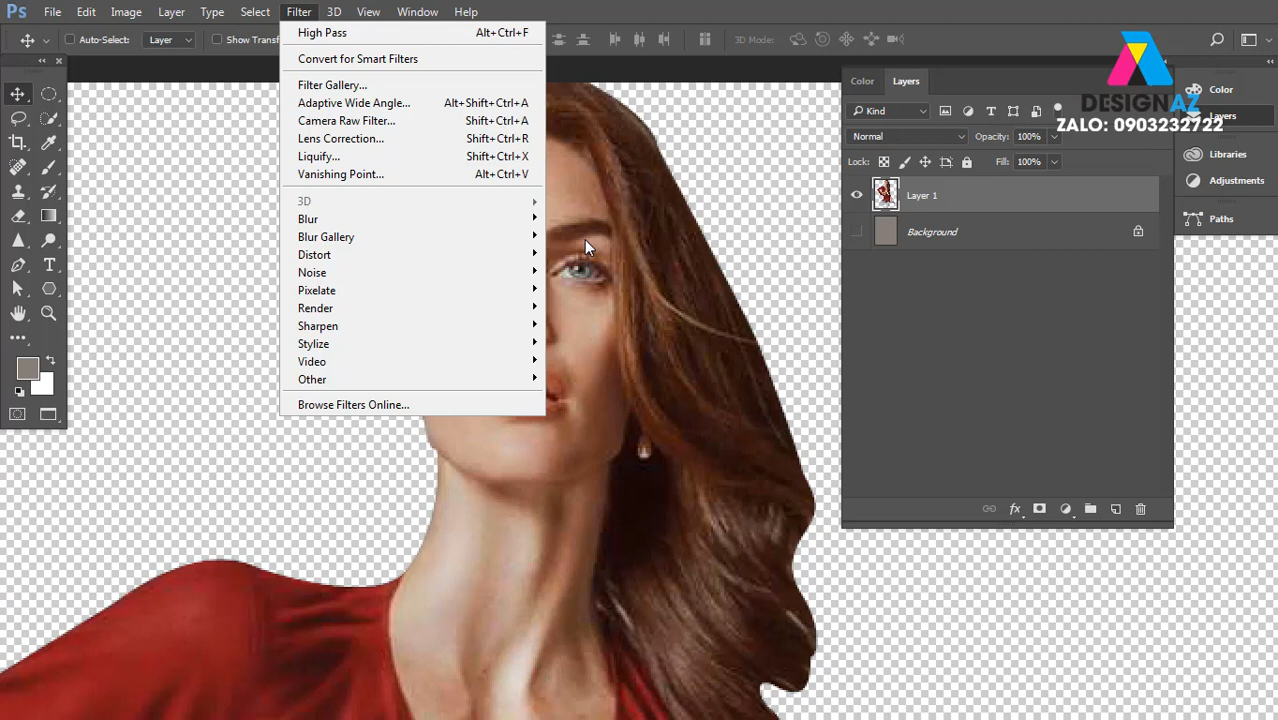 Ps File Edit Image Layer Type Select Filter 3D View Window Help
Auto-Select: Layer Show Transf 3D Mode:
High Pass Alt+Ctrl+F
Convert for Smart Filters
Filter Gallery...
Adaptive Wide Angle... Alt+Shift+Ctrl+A
Camera Raw Filter... Shift+Ctrl+A
Lens Correction... Shift+Ctrl+R
Liquify... Shift+Ctrl+X
Vanishing Point... Alt+Ctrl+V
3D
Blur
Blur Gallery
Distort
Noise
Pixelate
Render
Sharpen
Stylize
Video
Other
Browse Filters Online...
Color Layers
Kind
Normal Opacity: 100%
Lock: Fill: 100%
Layer 1
Background
fx
DESIGNAZ
ZALO: 0903232722
Color
Layers
Libraries
Adjustments
Paths